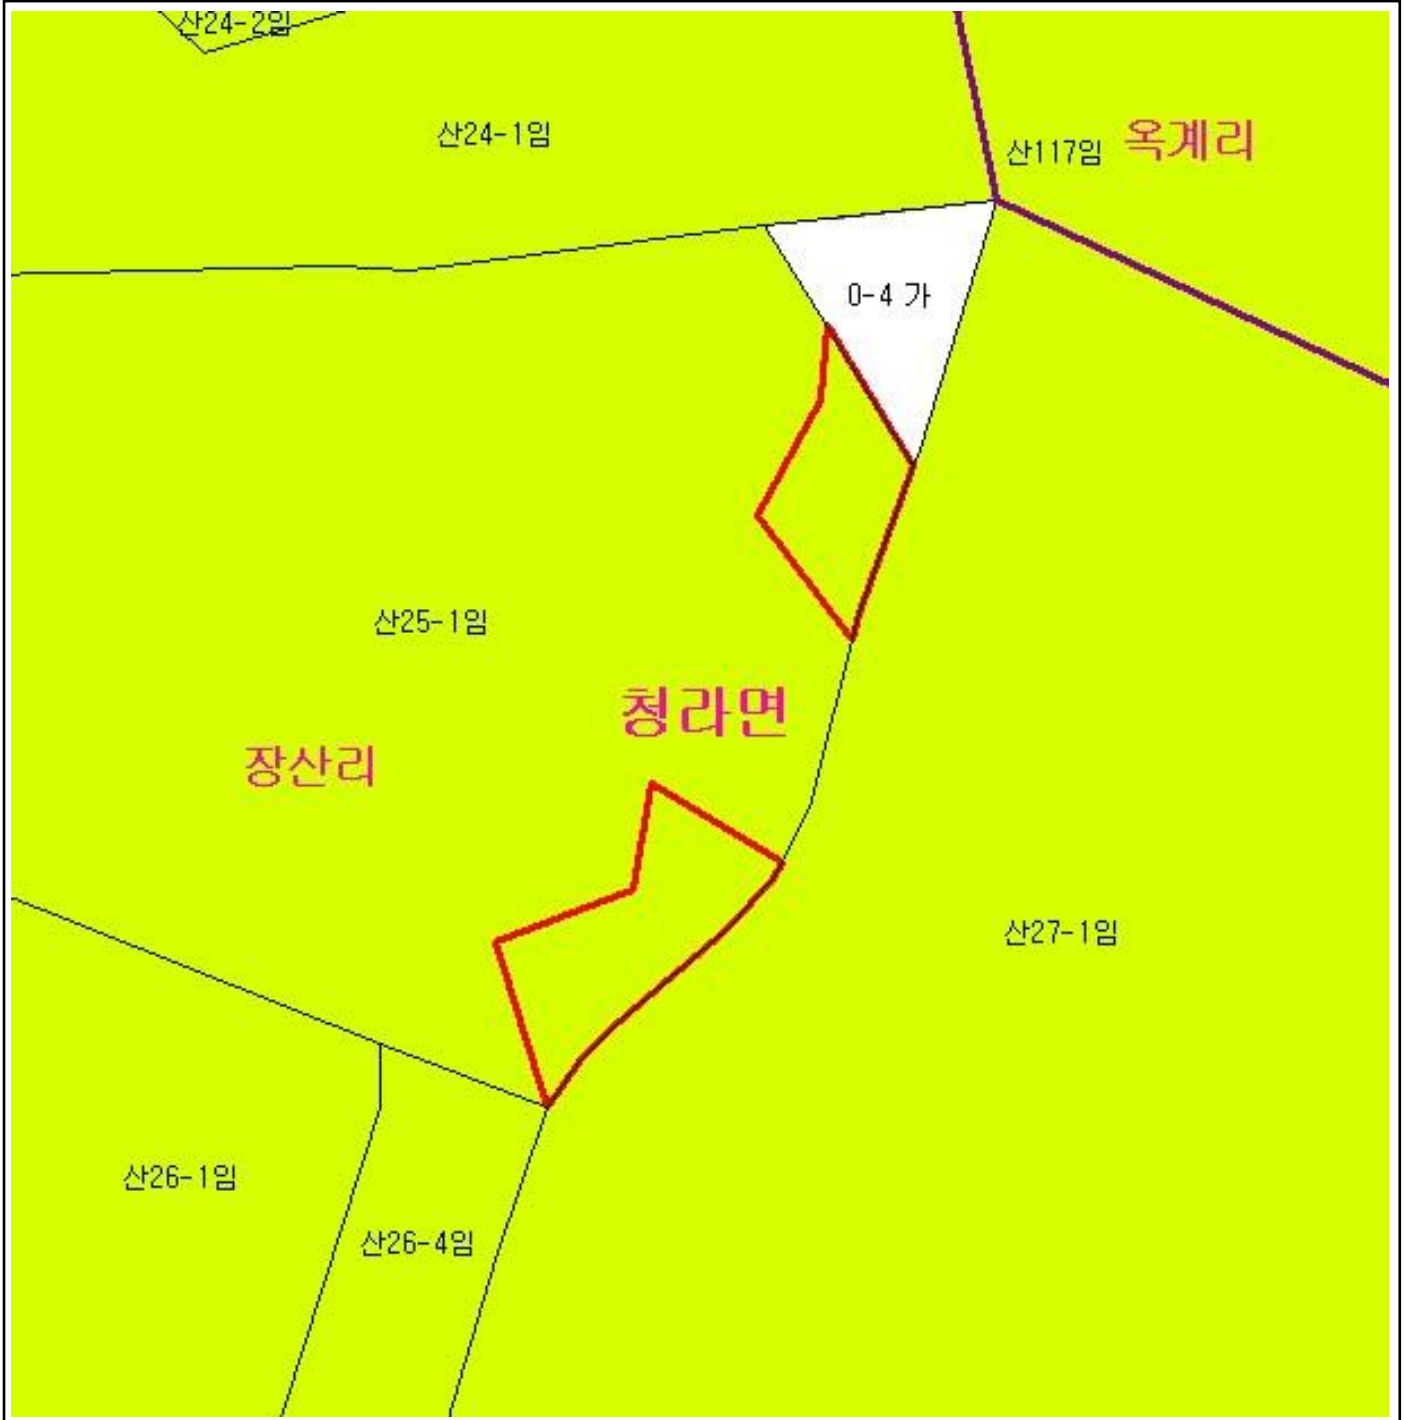 산24-2임
산24-1임
산117임 옥계리
0-4 가
산25-1임
청라면
장산리
산27-1임
산26-1임
산26-4임